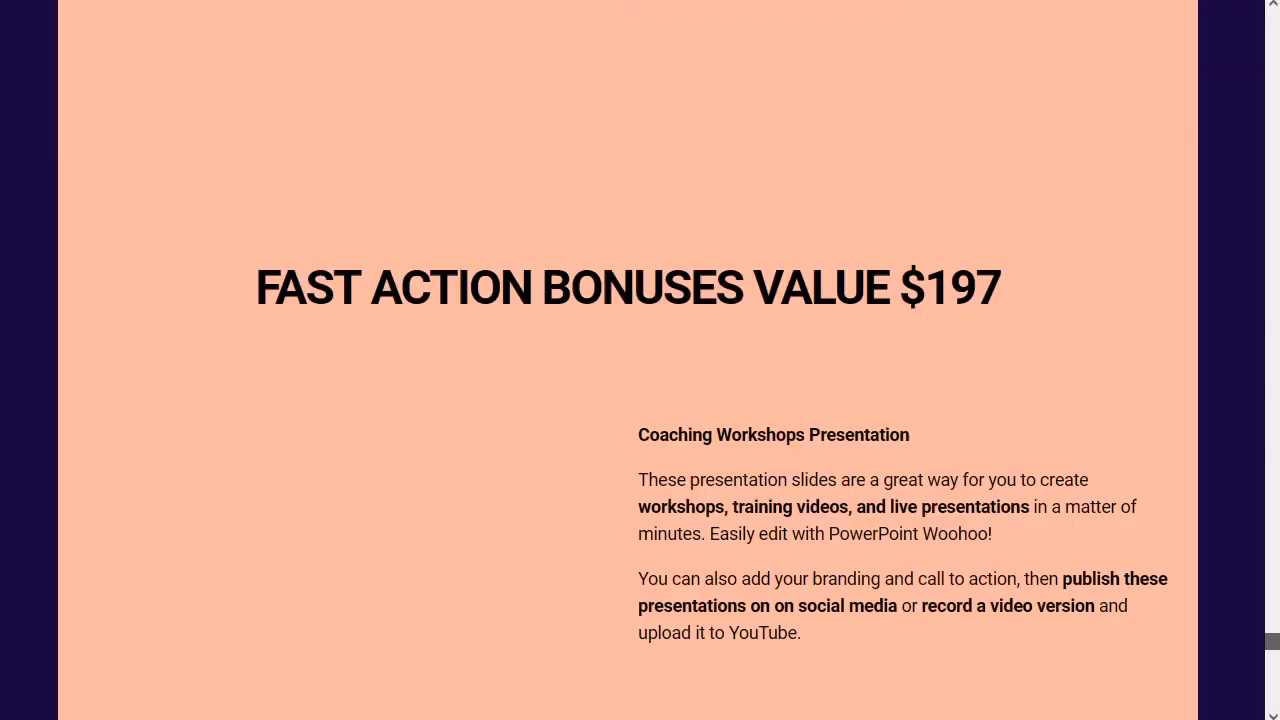 FAST ACTION BONUSES VALUE $197
Coaching Workshops Presentation
These presentation slides are a great way for you to create
workshops, training videos, and live presentations in a matter of
minutes. Easily edit with PowerPoint Woohoo!
You can also add your branding and call to action, then publish these
presentations on on social media or record a video version and
upload it to YouTube.